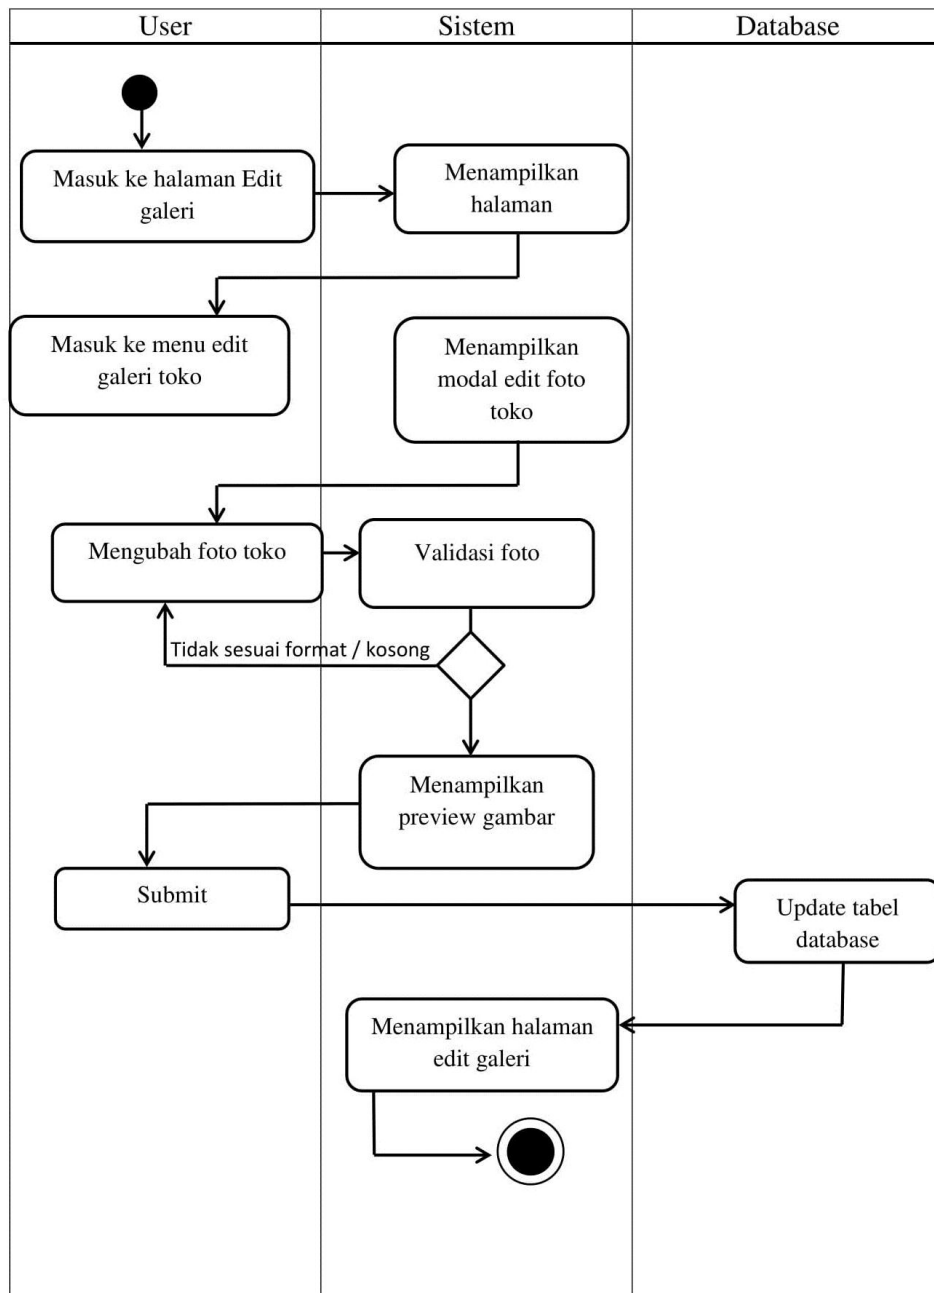 User
Sistem
Database
Masuk ke halaman Edit
galeri
Menampilkan
halaman
Masuk ke menu edit
galeri toko
Menampilkan
modal edit foto
toko
Mengubah foto toko
Validasi foto
Tidak sesuai format / kosong
Menampilkan
preview gambar
Submit
Update tabel
database
Menampilkan halaman
edit galeri